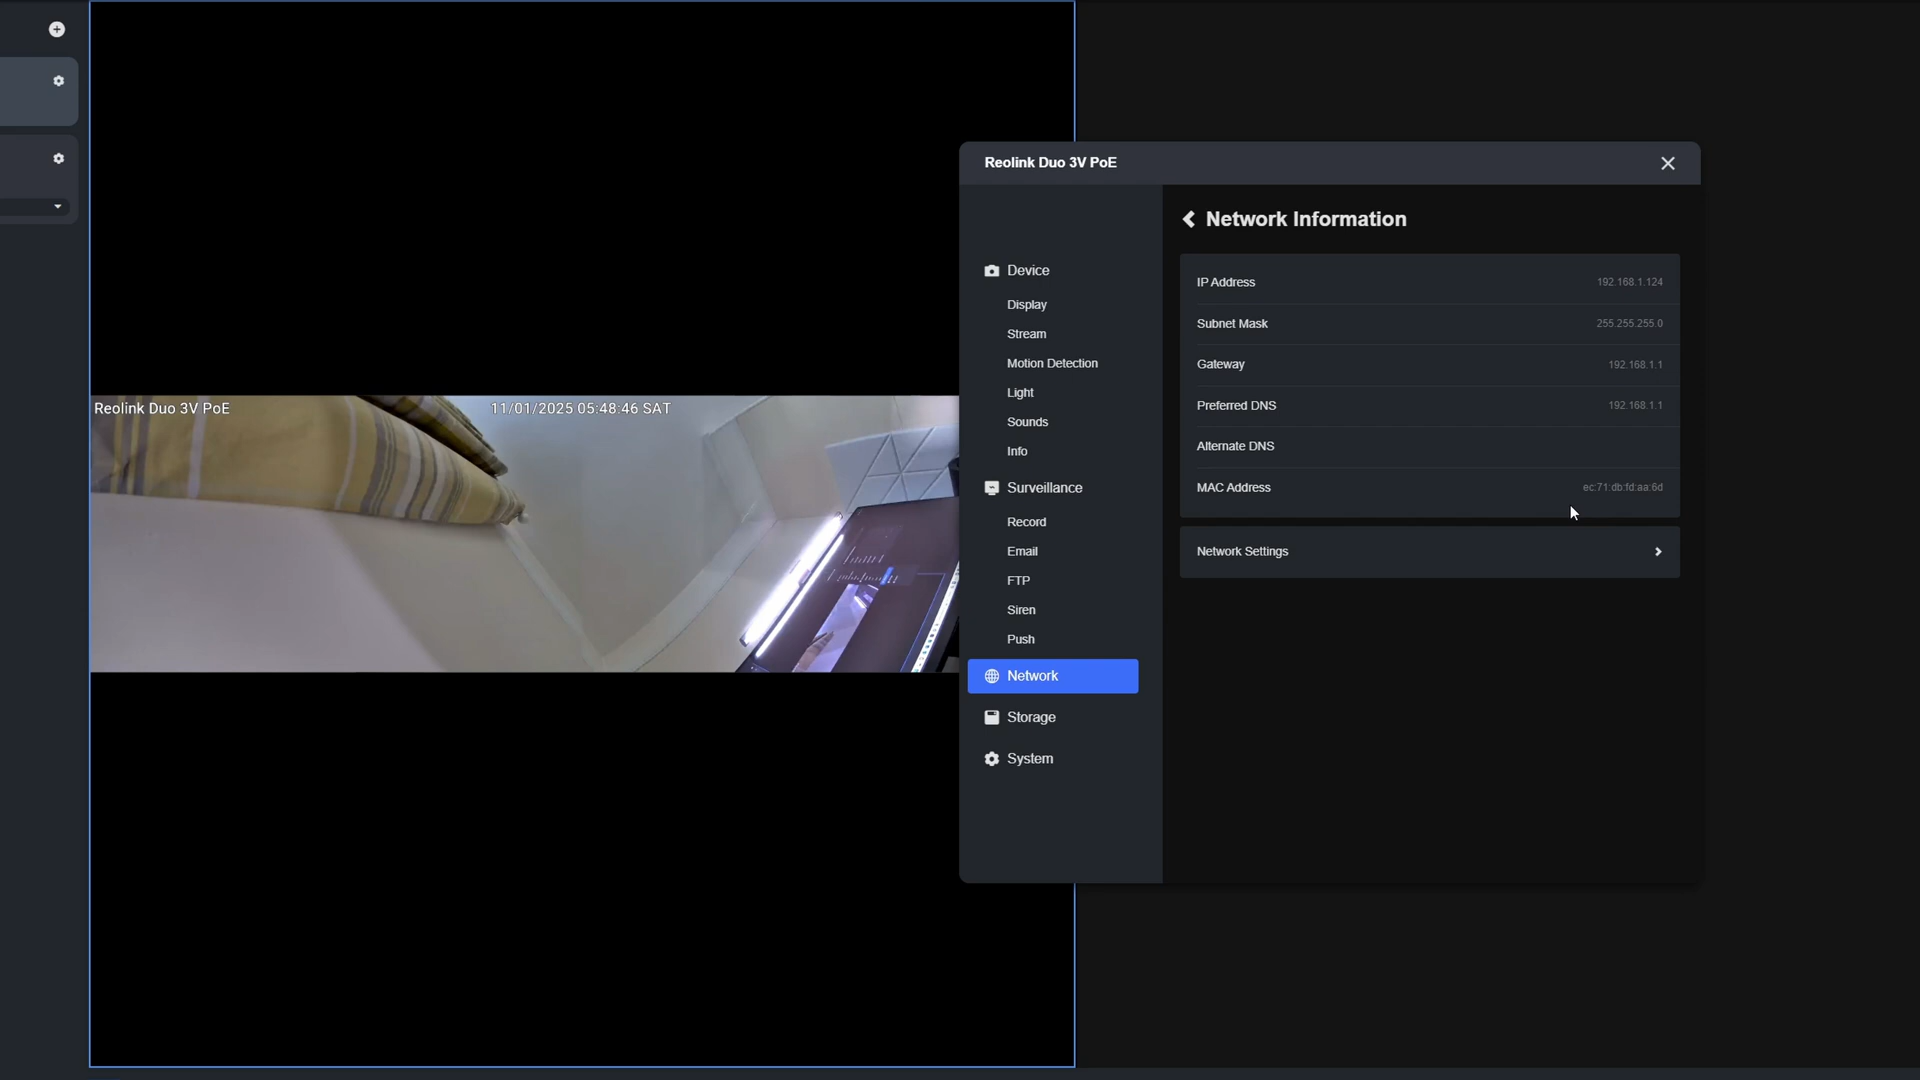 Reolink Duo 3V PoE
11/01/2025 05:48:46 SAT
Reolink Duo 3V PoE
Device
Display
Stream
Motion Detection
Light
Sounds
Info
Surveillance
Record
Email
FTP
Siren
Push
Network
Storage
System
Network Information
IP Address 192.168.1.124
Subnet Mask 255.255.255.0
Gateway 192.168.1.1
Preferred DNS 192.168.1.1
Alternate DNS
MAC Address ec:71:db:fd:aa:6d
Network Settings